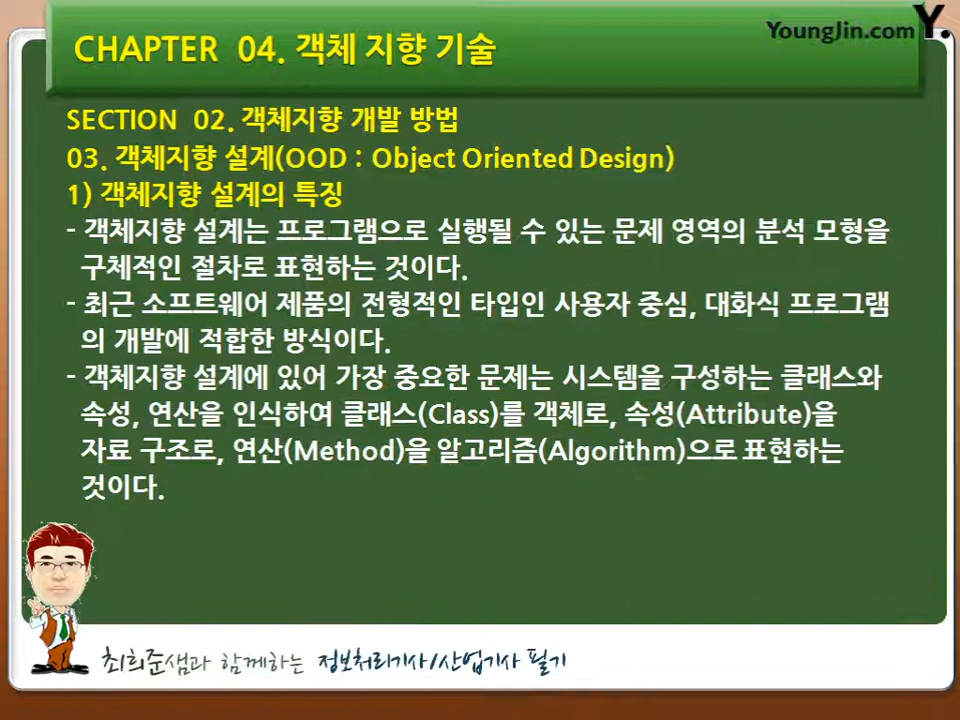 YoungJin.com Y.
CHAPTER 04. 객체 지향 기술
SECTION 02. 객체지향 개발 방법
03. 객체지향 설계(OOD : Object Oriented Design)
1) 객체지향 설계의 특징
- 객체지향 설계는 프로그램으로 실행될 수 있는 문제 영역의 분석 모형을
구체적인 절차로 표현하는 것이다.
- 최근 소프트웨어 제품의 전형적인 타입인 사용자 중심, 대화식 프로그램
의 개발에 적합한 방식이다.
- 객체지향 설계에 있어 가장 중요한 문제는 시스템을 구성하는 클래스와
속성, 연산을 인식하여 클래스(Class)를 객체로, 속성(Attribute)을
자료 구조로, 연산(Method)을 알고리즘(Algorithm)으로 표현하는
것이다.
최희준샘과 함께하는 정보처리기사/산업기사 필기